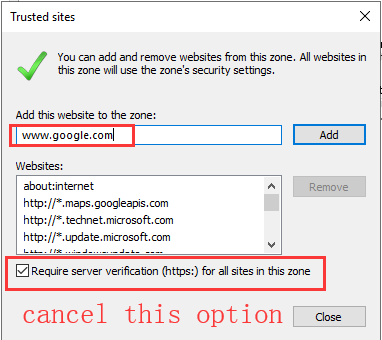 Trusted sites
You can add and remove websites from this zone. All websites in
this zone will use the zone's security settings.
Add this website to the zone:
www.google.com
Add
Websites:
about:internet
http://*.maps.googleapis.com
http://*.technet.microsoft.com
http://*.update.microsoft.com
http://*.windowsupdate.com
Remove
Require server verification (https:) for all sites in this zone
cancel this option
Close